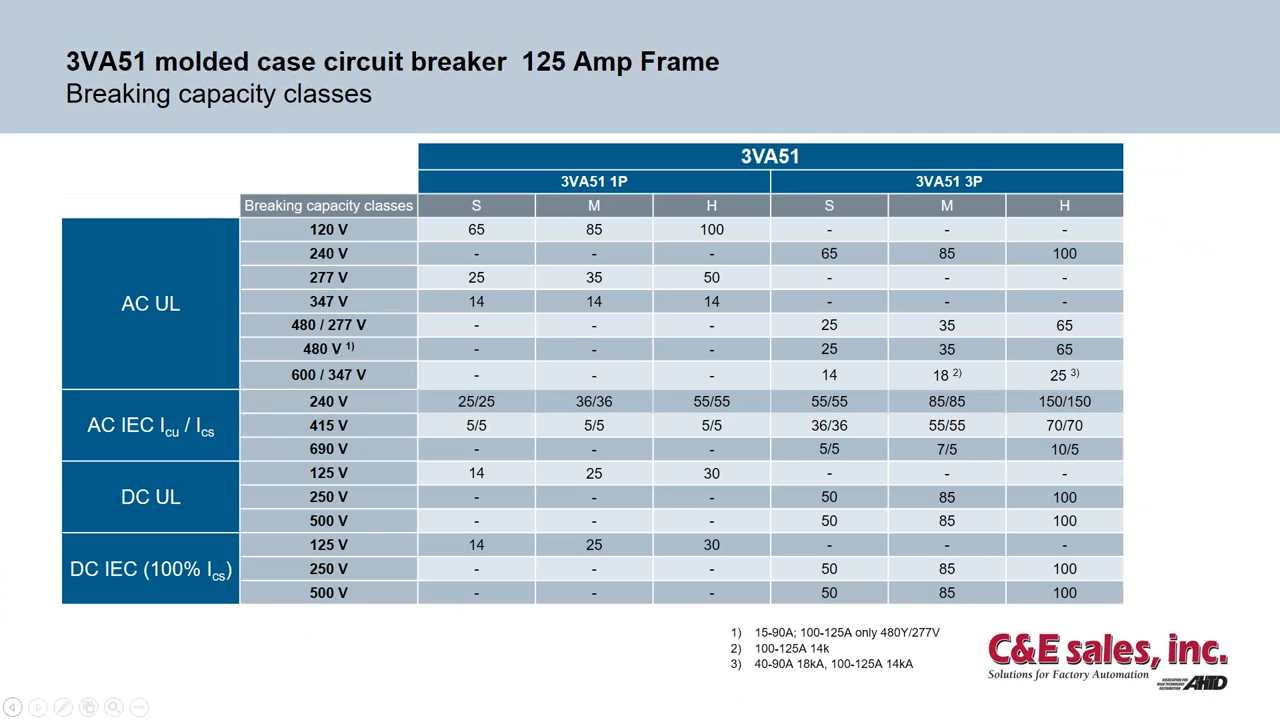 3VA51 molded case circuit breaker  125 Amp Frame
Breaking capacity classes
3VA51
3VA51 1P 3VA51 3P
Breaking capacity classes S M H S M H
AC UL
120 V 65 85 100 - - -
240 V - - - 65 85 100
277 V 25 35 50 - - -
347 V 14 14 14 - - -
480 / 277 V - - - 25 35 65
480 V 1) - - - 25 35 65
600 / 347 V - - - 14 18 2) 25 3)
AC IEC Icu / Ics
240 V 25/25 36/36 55/55 55/55 85/85 150/150
415 V 5/5 5/5 5/5 36/36 55/55 70/70
690 V - - - 5/5 7/5 10/5
DC UL
125 V 14 25 30 - - -
250 V - - - 50 85 100
500 V - - - 50 85 100
DC IEC (100% Ics)
125 V 14 25 30 - - -
250 V - - - 50 85 100
500 V - - - 50 85 100
1) 15-90A; 100-125A only 480Y/277V
2) 100-125A 14k
3) 40-90A 18kA, 100-125A 14kA
C&E sales, inc.
Solutions for Factory Automation
ASSOCIATION FOR
HIGH TECHNOLOGY
DISTRIBUTION
AHTD